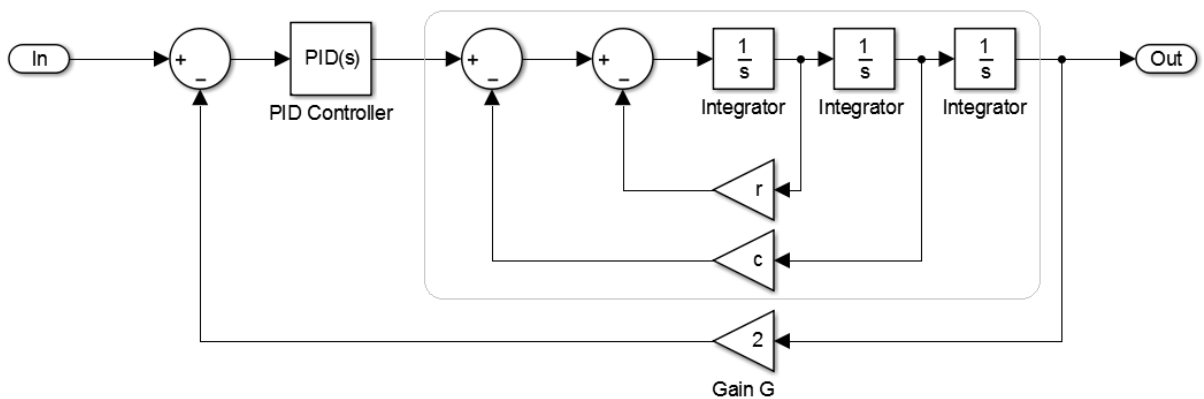 In
+
−
PID(s)
PID Controller
+
−
+
−
1
s
Integrator
1
s
Integrator
1
s
Integrator
Out
r
c
2
Gain G